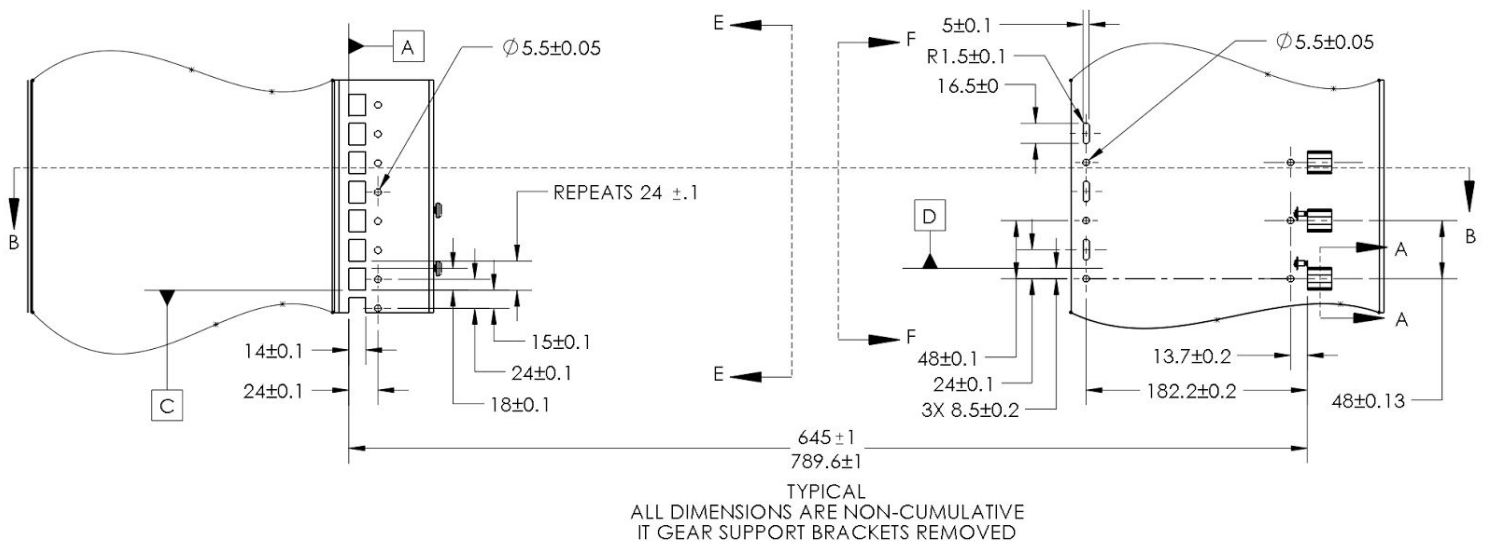 E
5±0.1
A
F
∅5.5±0.05
∅5.5±0.05
R1.5±0.1
16.5±0
REPEATS 24 ±.1
D
B
B
A
A
F
14±0.1
15±0.1
48±0.1
13.7±0.2
24±0.1
E
24±0.1
24±0.1
182.2±0.2
C
18±0.1
3X 8.5±0.2
48±0.13
645±1
789.6±1
TYPICAL
ALL DIMENSIONS ARE NON-CUMULATIVE
IT GEAR SUPPORT BRACKETS REMOVED